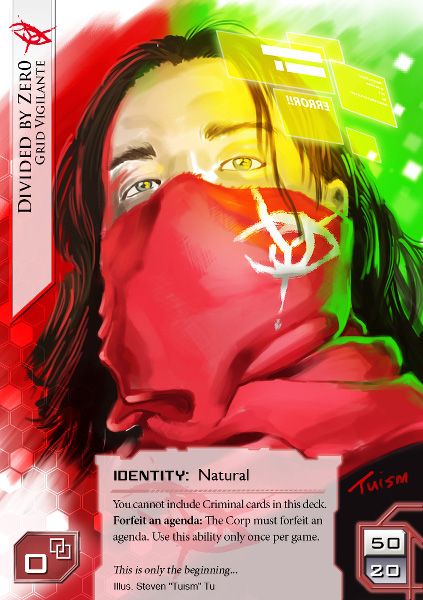 DIVIDED BY ZER0
GRID VIGILANTE
ERROR!!
IDENTITY: Natural
You cannot include Criminal cards in this deck.
Forfeit an agenda: The Corp must forfeit an
agenda. Use this ability only once per game.
This is only the beginning...
Illus. Steven "Tuism" Tu
Tuism
0
50
20